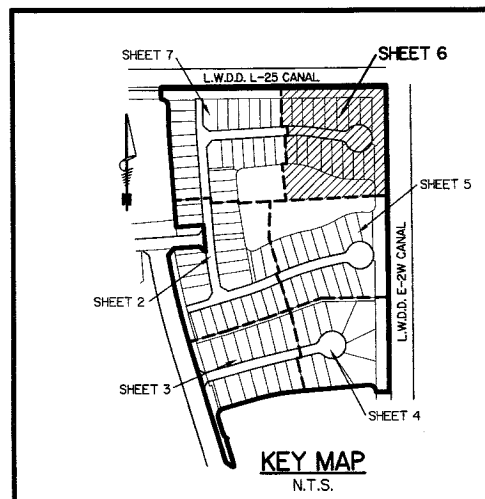 SHEET 7
SHEET 6
L.W.D.D. L-25 CANAL
SHEET 5
L.W.D.D. E-2W CANAL
SHEET 2
SHEET 3
SHEET 4
KEY MAP
N.T.S.